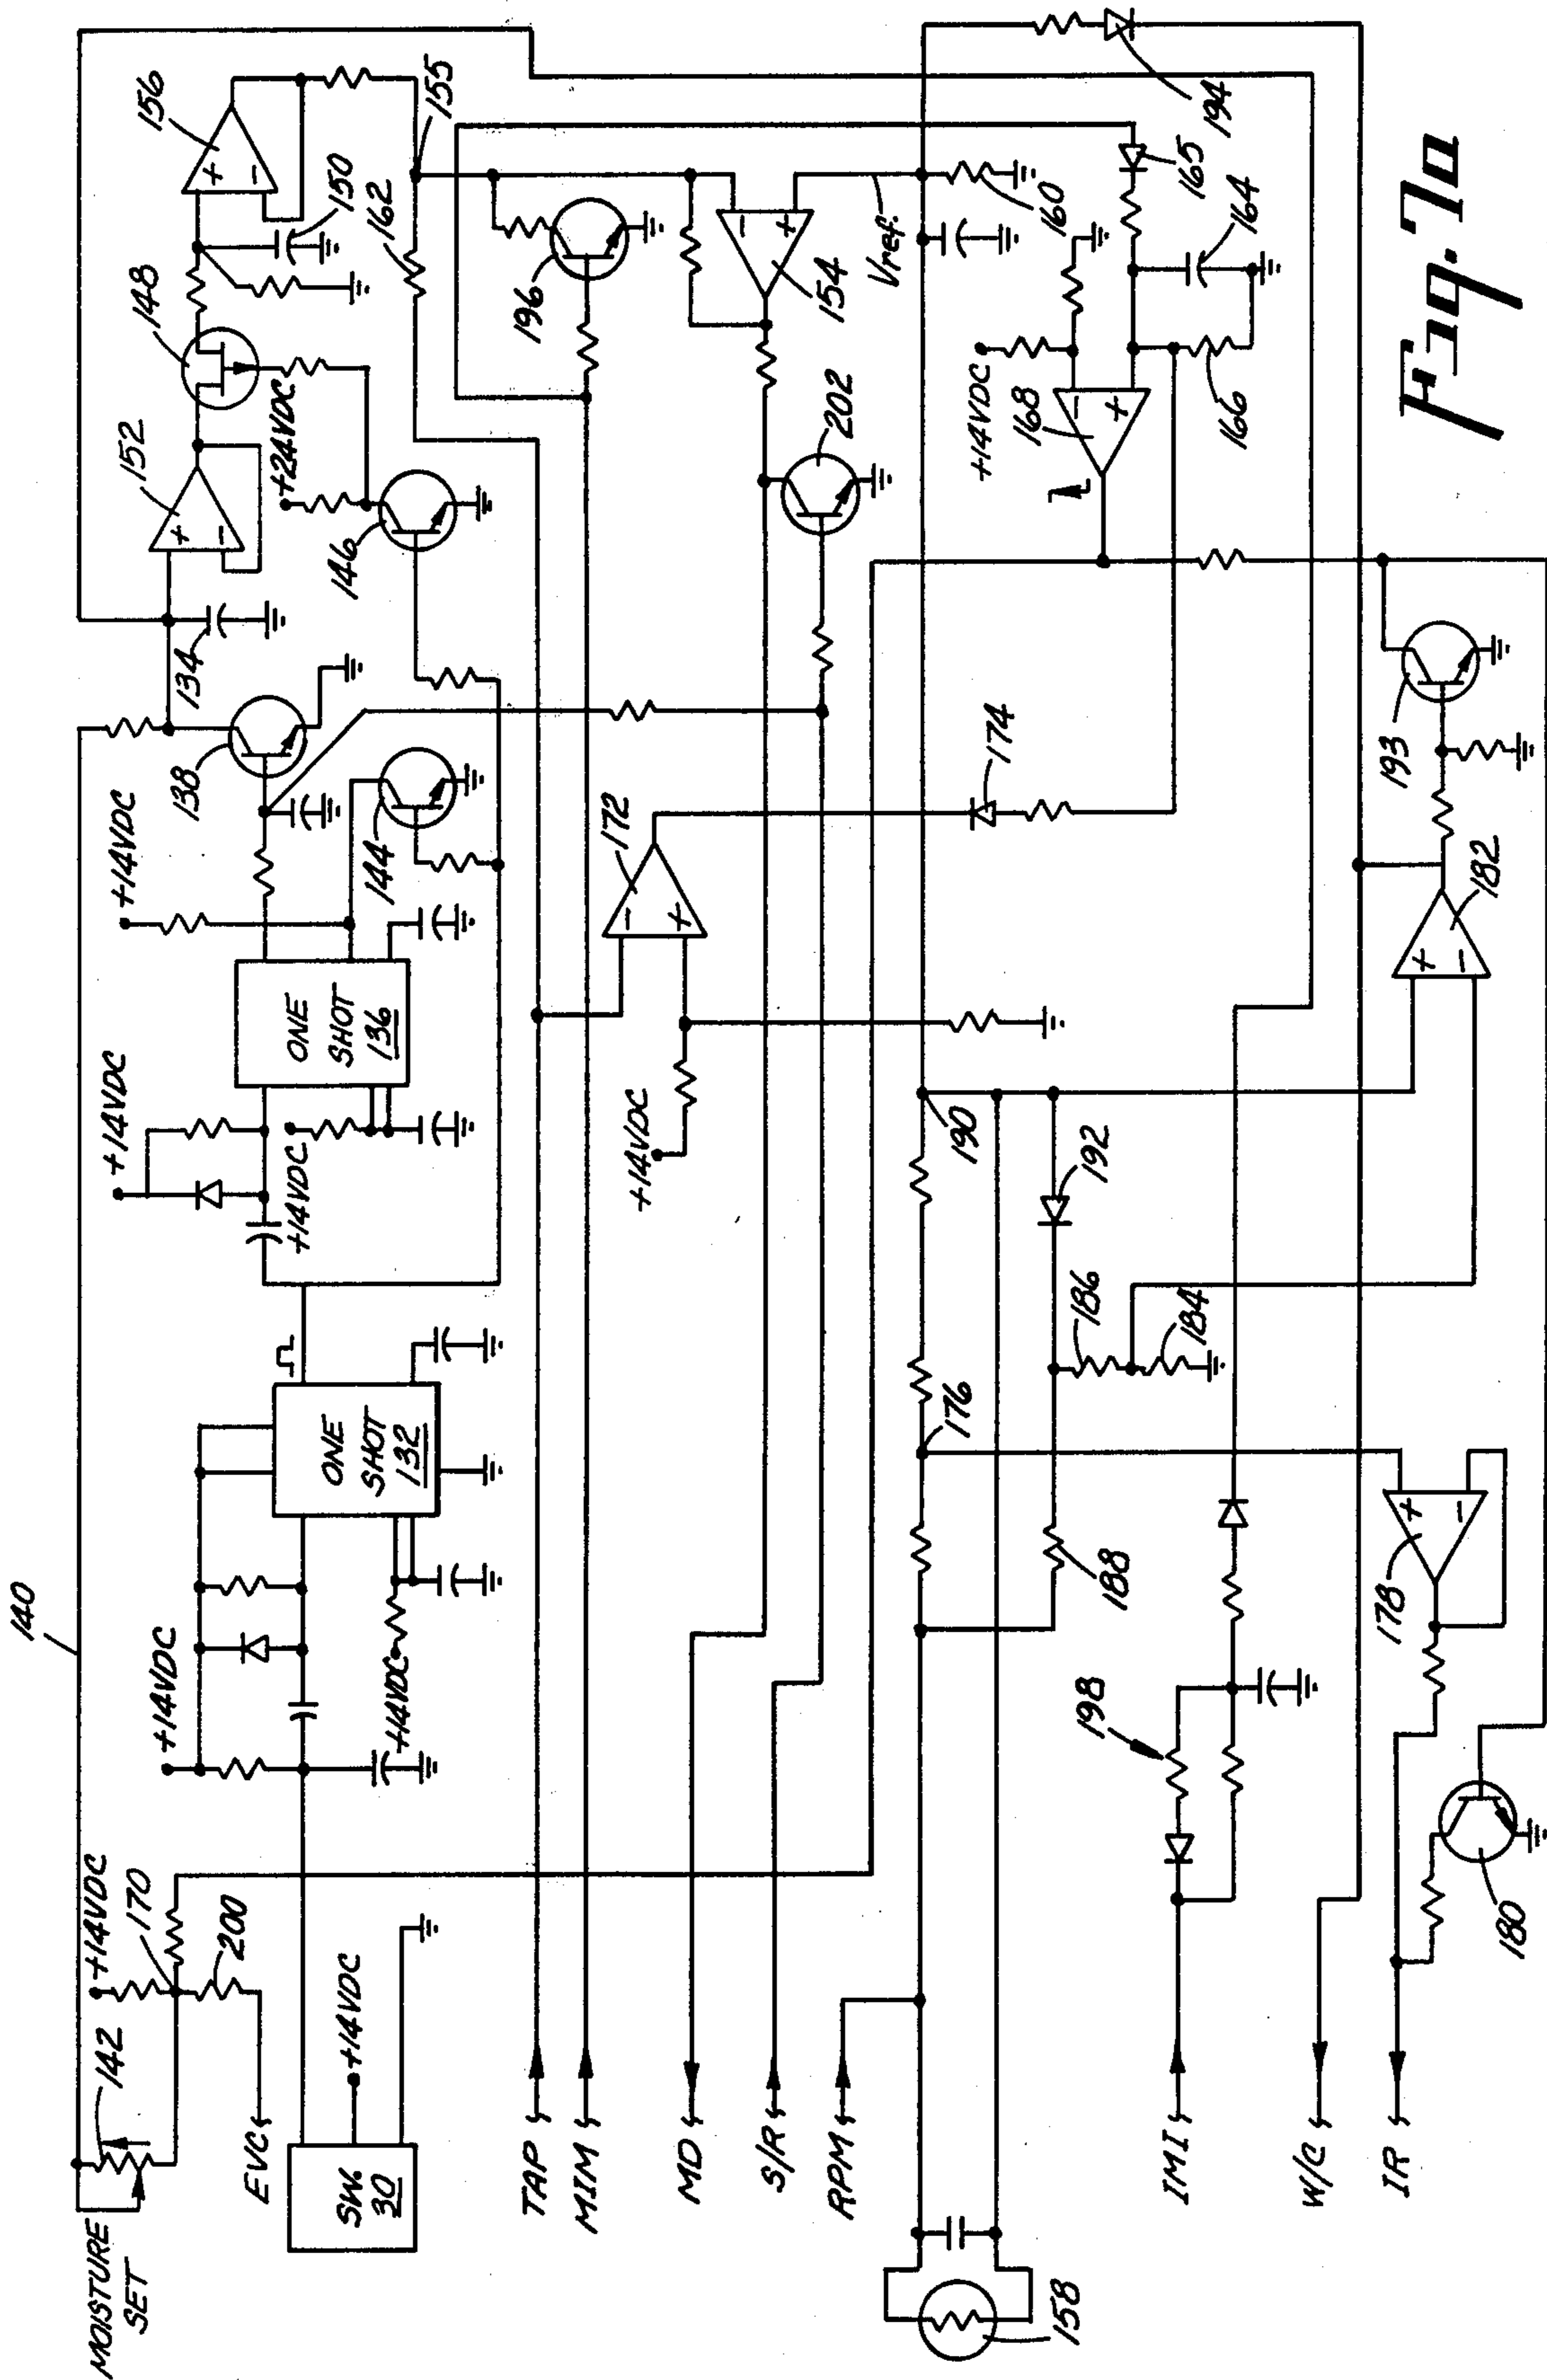 140
MOISTURE
SET
142
+14VDC
170
200
EVC
SW.
30
+14VDC
+14VDC
+14VDC
ONE
SHOT
132
+14VDC
+14VDC
ONE
SHOT
136
+14VDC
138
144
134
+
-
152
146
+24VDC
148
+
-
156
150
162
155
TAP
MIM
MD
S/R
RPM
158
+14VDC
-
+
172
174
196
-
+
154
202
Vref.
160
+14VDC
-
+
168
165
164
166
194
176
190
192
188
186
184
IMI
198
W/C
IR
180
+
-
178
+
-
182
193
Fig. 7a